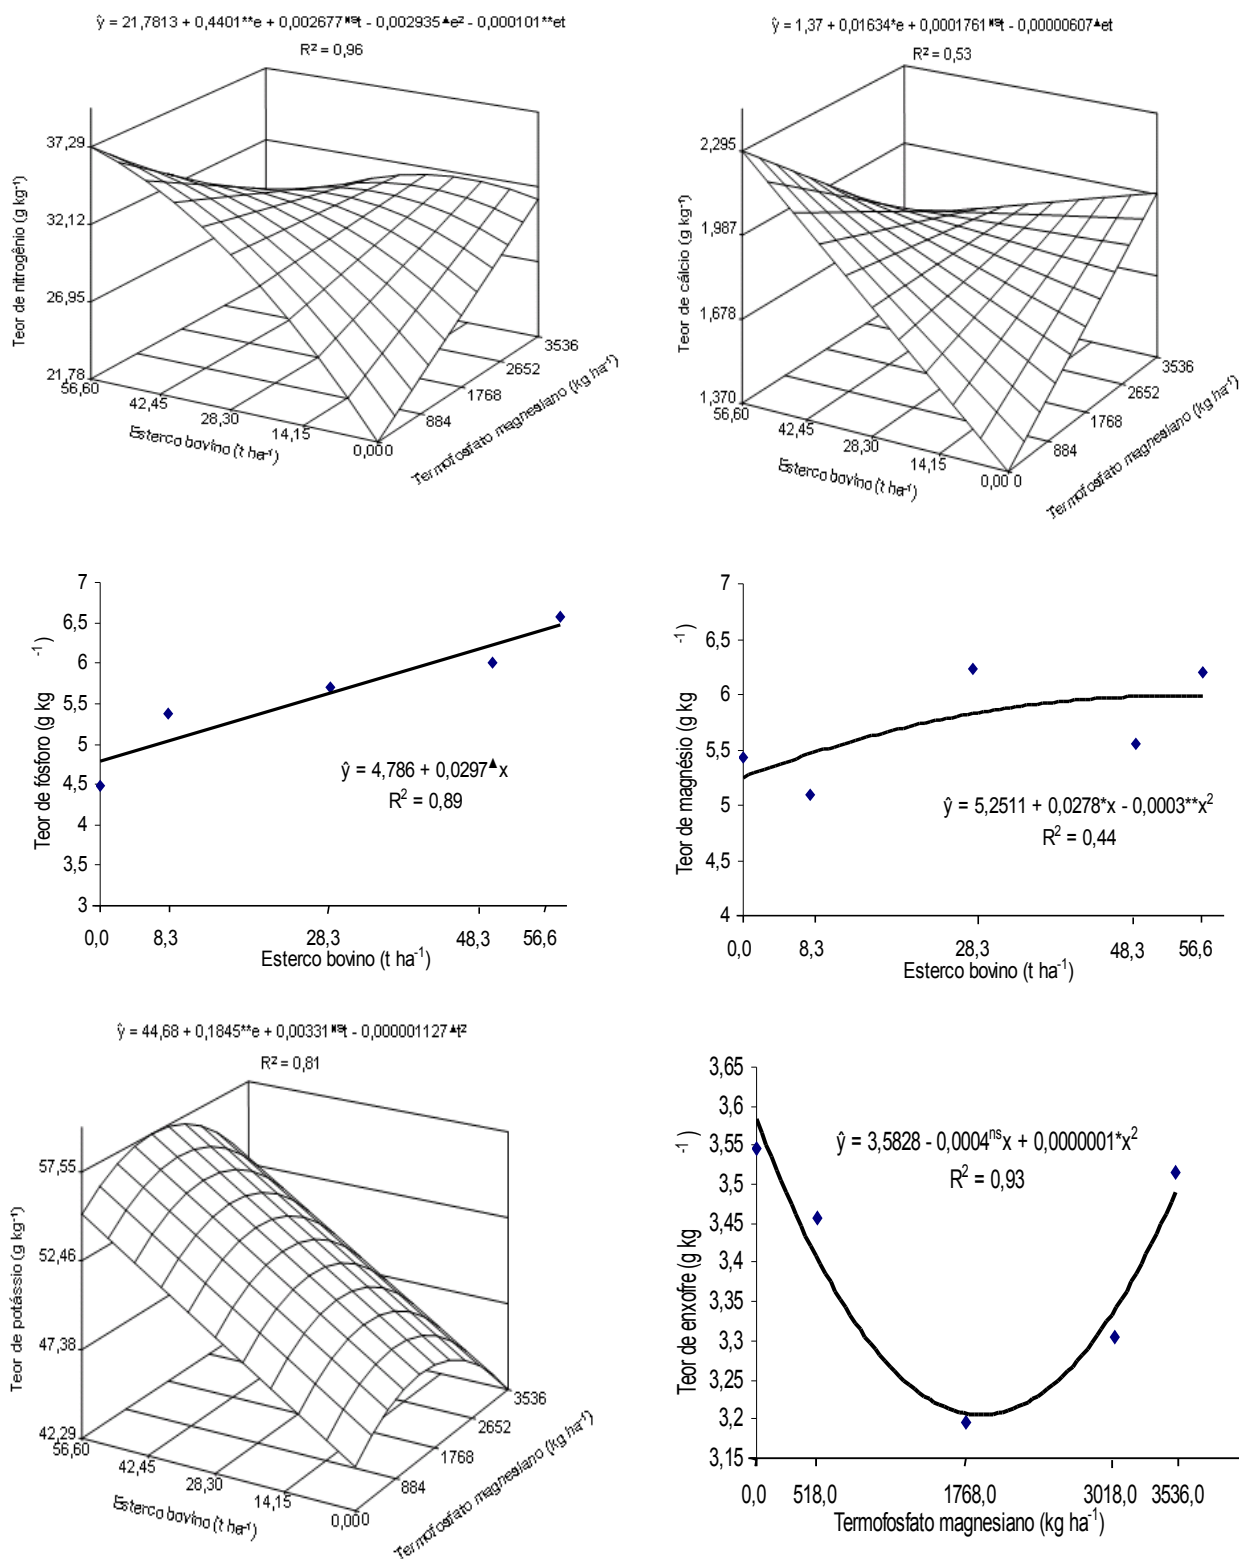 ŷ = 21,7813 + 0,4401**e + 0,002677ᴺˢt - 0,002935▲e² - 0,000101**et
R² = 0,96
37,29
32,12
26,95
21,78
Teor de nitrogênio (g kg⁻¹)
56,60
42,45
28,30
14,15
0,000
Esterco bovino (t ha⁻¹)
884
1768
2652
3536
Termofosfato magnesiano (kg ha⁻¹)
ŷ = 1,37 + 0,01634*e + 0,0001761ᴺˢt - 0,00000607▲et
R² = 0,53
2,295
1,987
1,678
1,370
Teor de cálcio (g kg⁻¹)
56,60
42,45
28,30
14,15
0,00 0
Esterco bovino (t ha⁻¹)
884
1768
2652
3536
Termofosfato magnesiano (kg ha⁻¹)
7
6,5
6
5,5
5
4,5
4
3,5
3
Teor de fósforo (g kg ⁻¹ )
ŷ = 4,786 + 0,0297▲x
R² = 0,89
0,0 8,3 28,3 48,3 56,6
Esterco bovino (t ha⁻¹)
7
6,5
6
5,5
5
4,5
4
Teor de magnésio (g kg ⁻¹ )
ŷ = 5,2511 + 0,0278*x - 0,0003**x²
R² = 0,44
0,0 8,3 28,3 48,3 56,6
Esterco bovino (t ha⁻¹)
ŷ = 44,68 + 0,1845**e + 0,00331ᴺˢt - 0,000001127▲t²
R² = 0,81
57,55
52,46
47,38
42,29
Teor de potássio (g kg⁻¹)
56,60
42,45
28,30
14,15
0,000
Esterco bovino (t ha⁻¹)
884
1768
2652
3536
Termofosfato magnesiano (kg ha⁻¹)
3,65
3,6
3,55
3,5
3,45
3,4
3,35
3,3
3,25
3,2
3,15
Teor de enxofre (g kg ⁻¹ )
ŷ = 3,5828 - 0,0004ⁿˢx + 0,0000001*x²
R² = 0,93
0,0 518,0 1768,0 3018,0 3536,0
Termofosfato magnesiano (kg ha⁻¹)